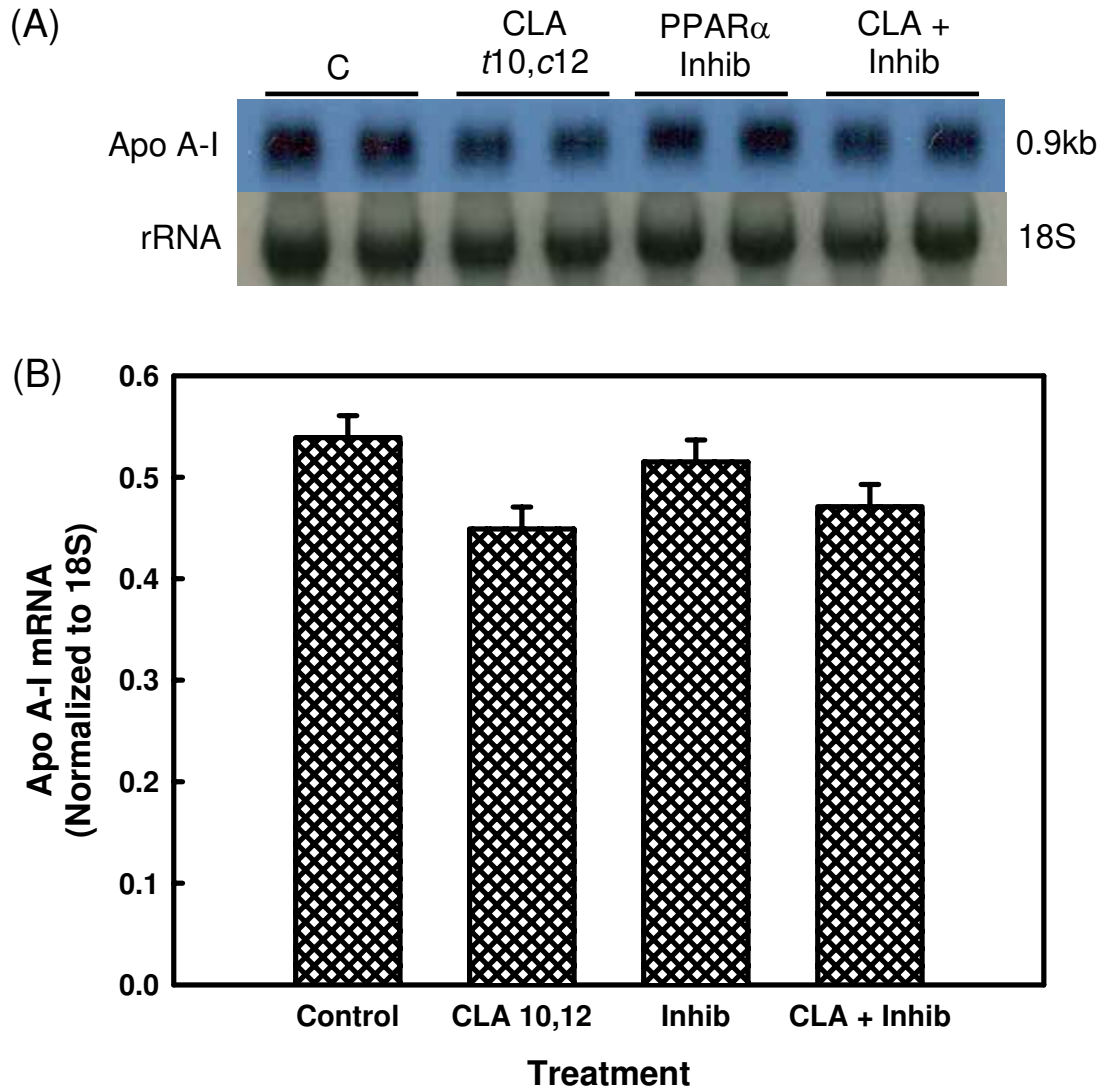 (A)
C
CLA
t10,c12
PPARα
Inhib
CLA +
Inhib
Apo A-I
0.9kb
rRNA
18S
(B)
0.6
0.5
0.4
0.3
0.2
0.1
0.0
Apo A-I mRNA
(Normalized to 18S)
Control
CLA 10,12
Inhib
CLA + Inhib
Treatment